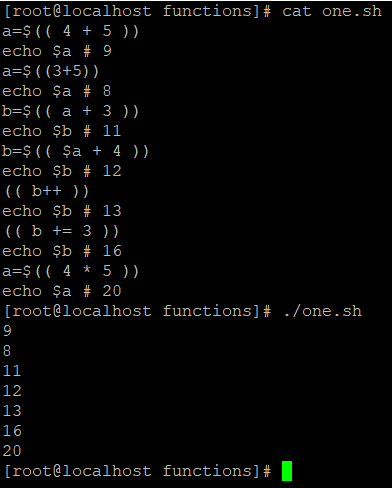 [root@localhost functions]# cat one.sh
a=$(( 4 + 5 ))
echo $a # 9
a=$((3+5))
echo $a # 8
b=$(( a + 3 ))
echo $b # 11
b=$(( $a + 4 ))
echo $b # 12
(( b++ ))
echo $b # 13
(( b += 3 ))
echo $b # 16
a=$(( 4 * 5 ))
echo $a # 20
[root@localhost functions]# ./one.sh
9
8
11
12
13
16
20
[root@localhost functions]#